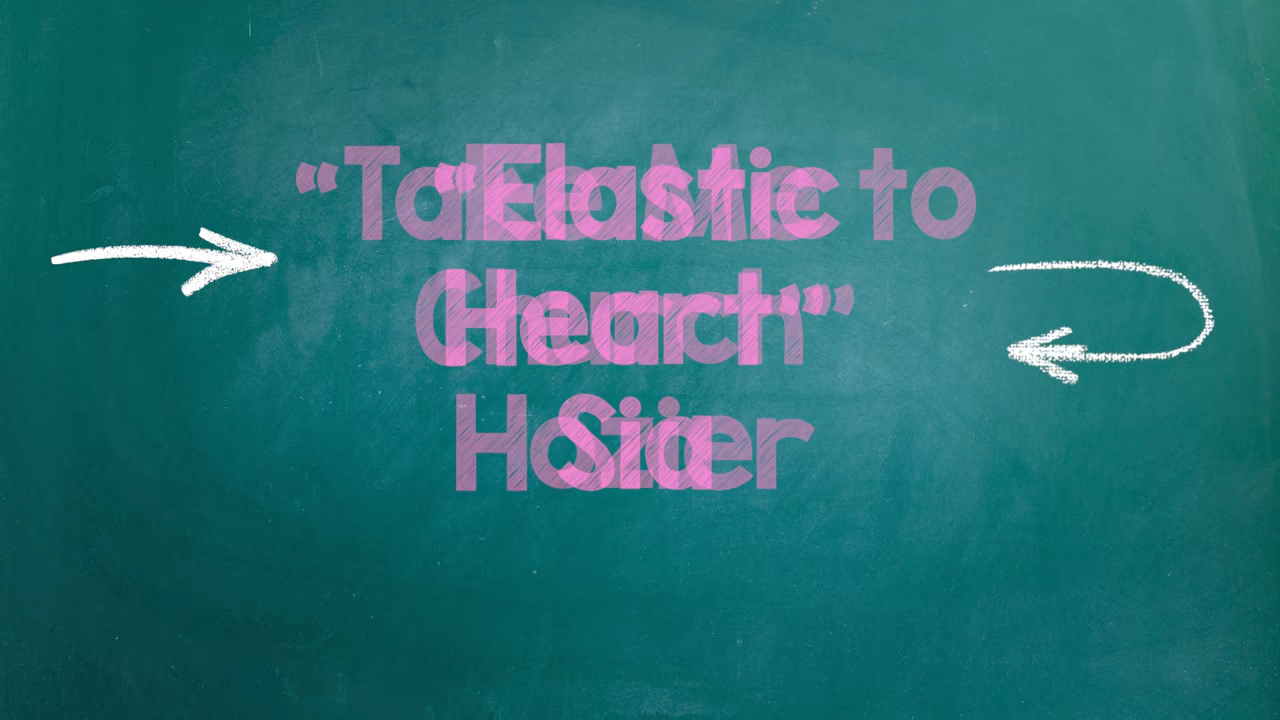 “Take Me to
Church”
Hozier
“Elastic
Heart”
Sia